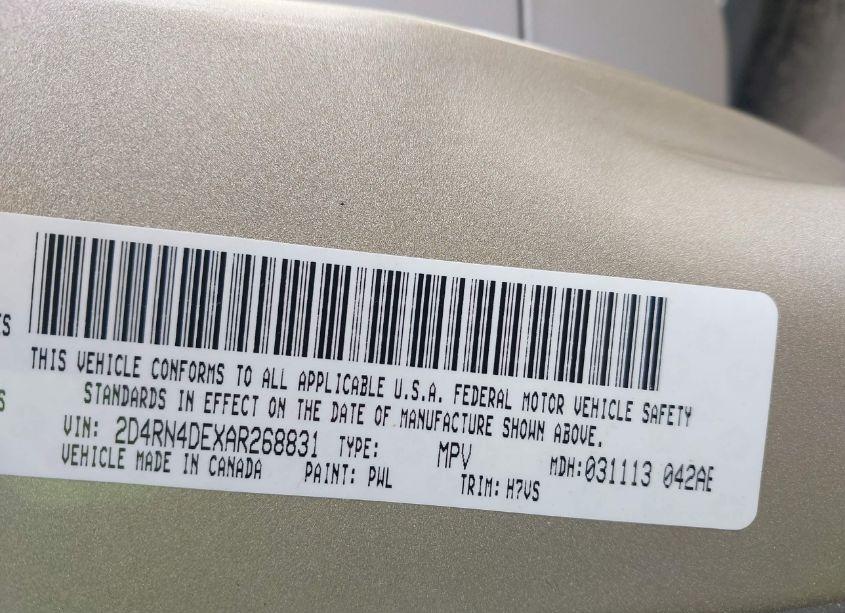 THIS VEHICLE CONFORMS TO ALL APPLICABLE U.S.A. FEDERAL MOTOR VEHICLE SAFETY
STANDARDS IN EFFECT ON THE DATE OF MANUFACTURE SHOWN ABOVE.
VIN: 2D4RN4DEXAR268831 TYPE: MPV MDH:031113 042AE
VEHICLE MADE IN CANADA PAINT: PWL TRIM: H7VS